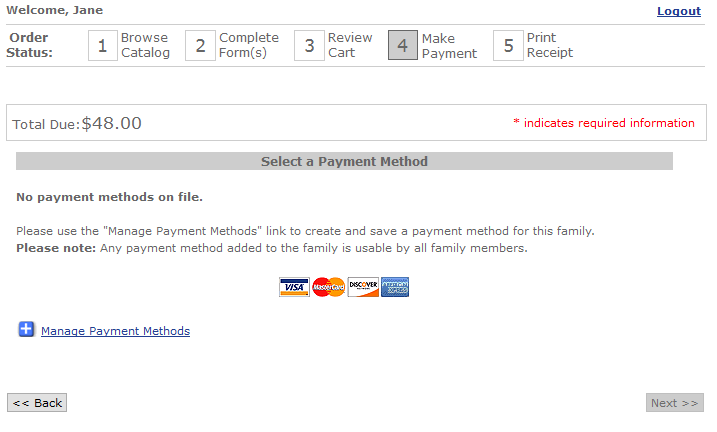 Welcome, Jane
Logout
Order Status:
1 Browse Catalog
2 Complete Form(s)
3 Review Cart
4 Make Payment
5 Print Receipt
Total Due:$48.00
* indicates required information
Select a Payment Method
No payment methods on file.
Please use the "Manage Payment Methods" link to create and save a payment method for this family.
Please note: Any payment method added to the family is usable by all family members.
VISA MasterCard DISCOVER AMERICAN EXPRESS
Manage Payment Methods
<< Back
Next >>